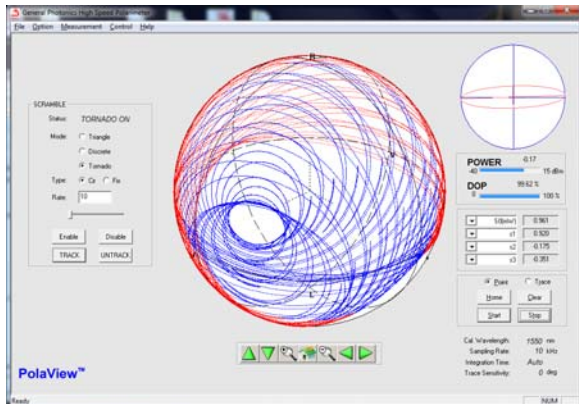 General Photonics High Speed Polarimeter
File Option Measurement Control Help
SCRAMBLE
Status: TORNADO ON
Mode: Triangle
Discrete
Tornado
Type: Cir Fix
Rate: 10
Enable Disable
TRACK UNTRACK
R
L
PolaView™
POWER -0.17
-40 15 dBm
DOP 99.62 %
0 100 %
S0(mW) 0.961
s1 0.920
s2 -0.175
s3 -0.351
Point Trace
Home Clear
Start Stop
Cal. Wavelength: 1550 nm
Sampling Rate: 10 kHz
Integration Time: Auto
Trace Sensitivity: 0 deg
Ready NUM